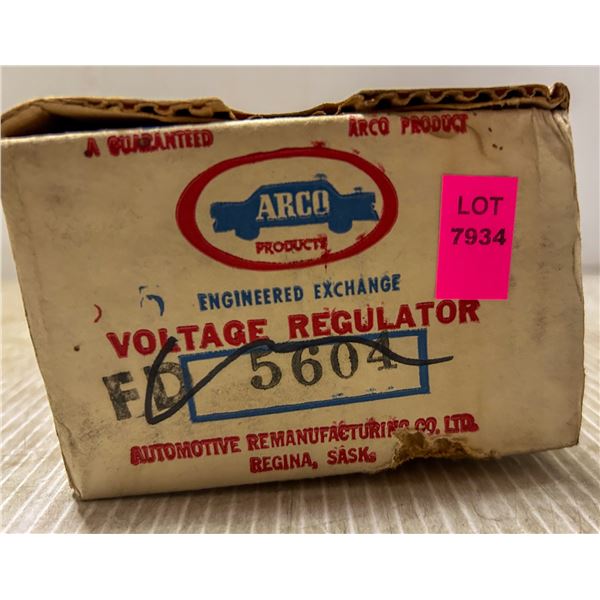 A GUARANTEED ARCO PRODUCT
ARCO
PRODUCTS
LOT
7934
ENGINEERED EXCHANGE
VOLTAGE REGULATOR
FD 5604
AUTOMOTIVE REMANUFACTURING CO. LTD.
REGINA, SASK.